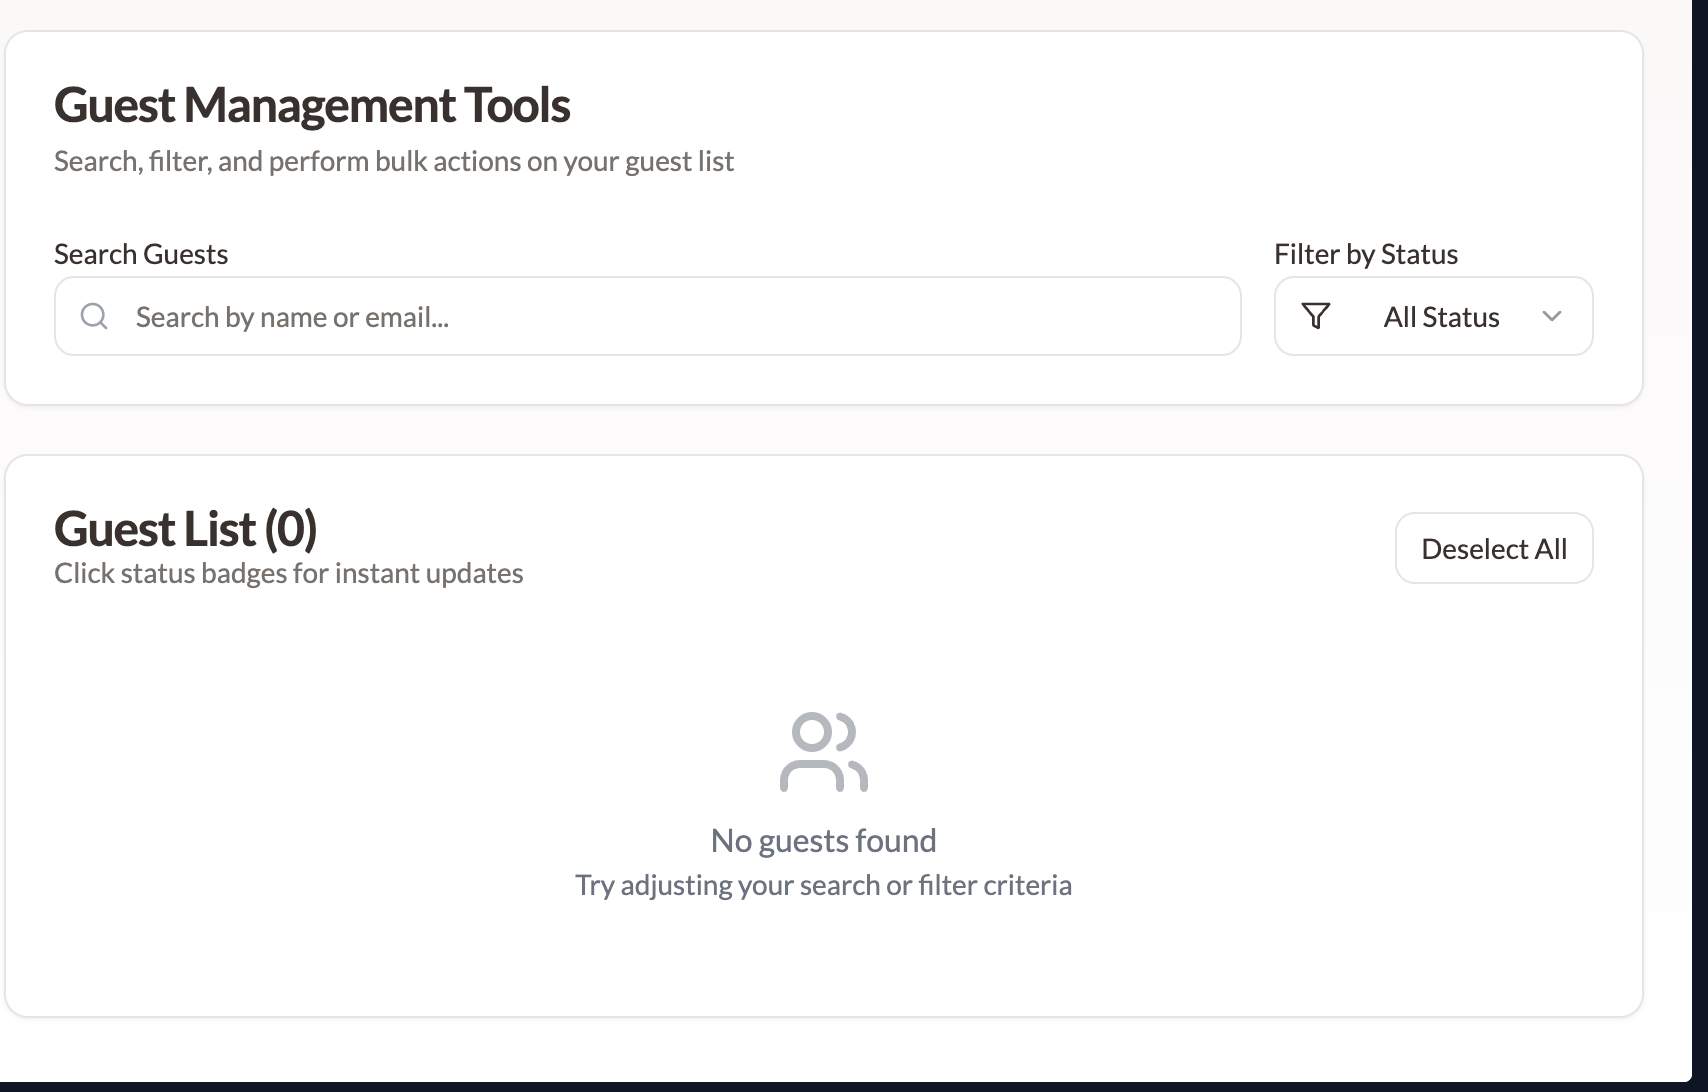 Guest Management Tools
Search, filter, and perform bulk actions on your guest list
Search Guests
Search by name or email...
Filter by Status
All Status
Guest List (0)
Click status badges for instant updates
Deselect All
No guests found
Try adjusting your search or filter criteria